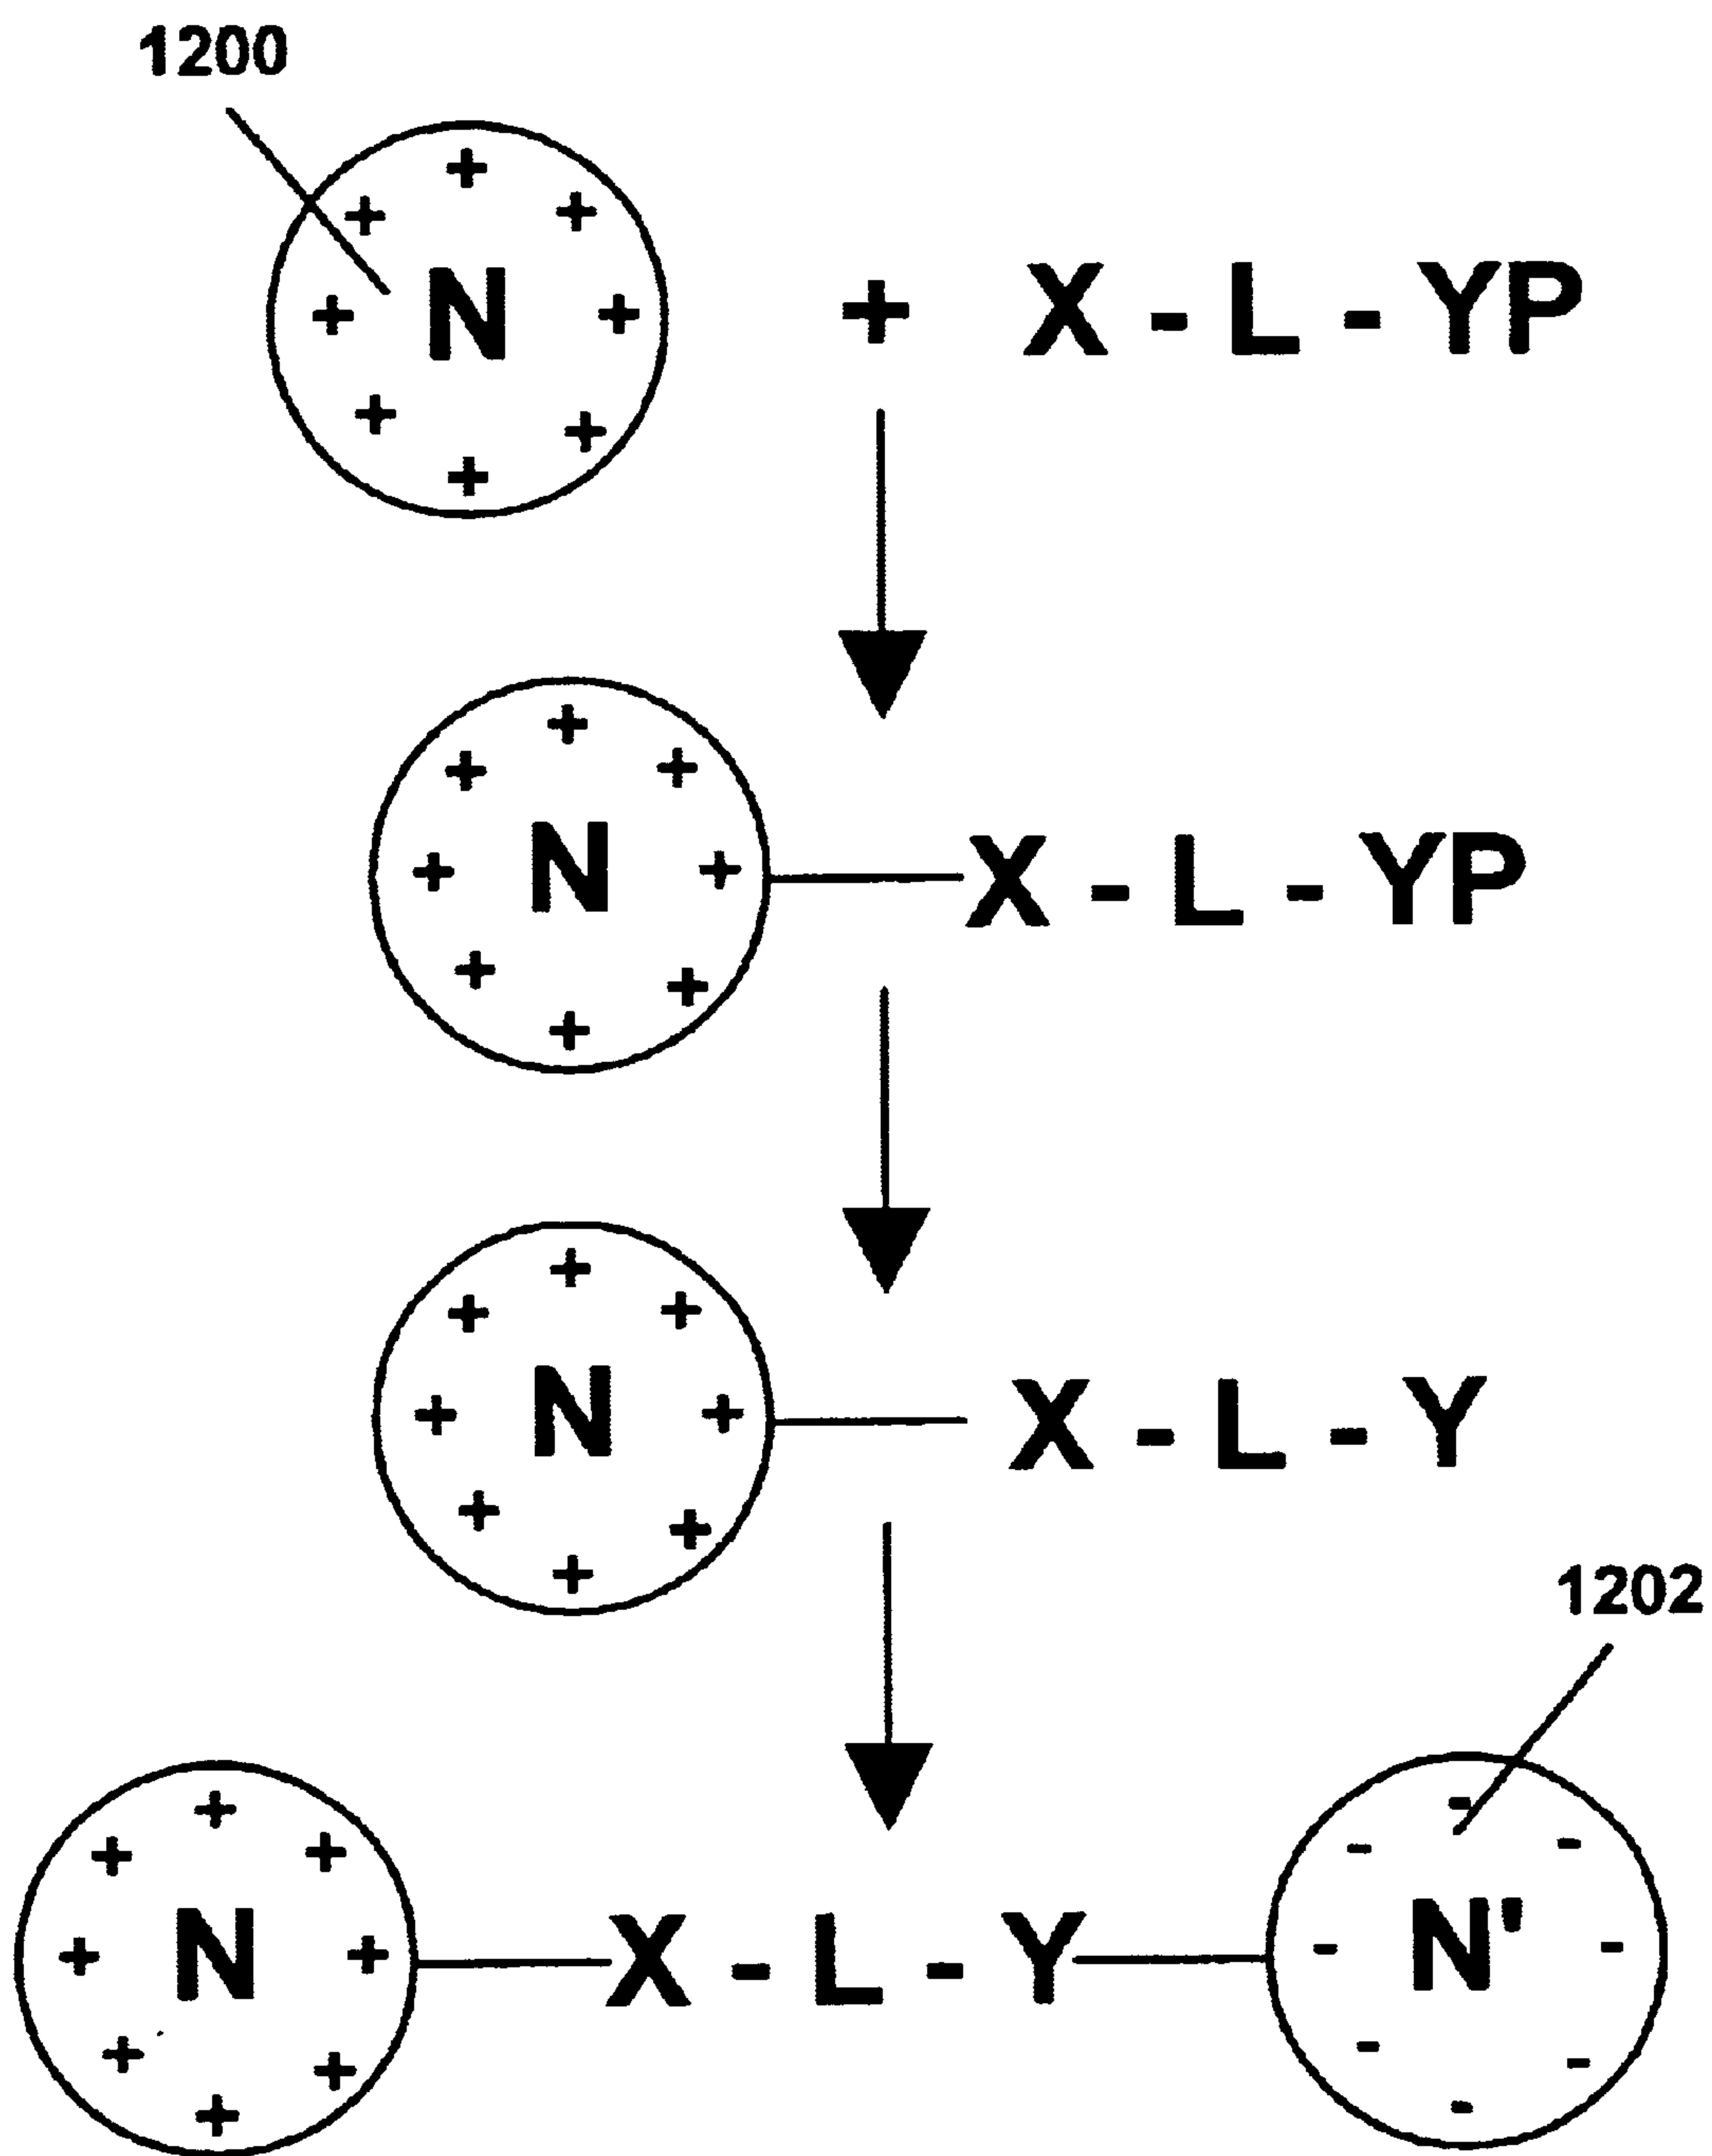 1200
N + X - L - YP
N X - L - YP
N X - L - Y
1202
N X - L - Y N'